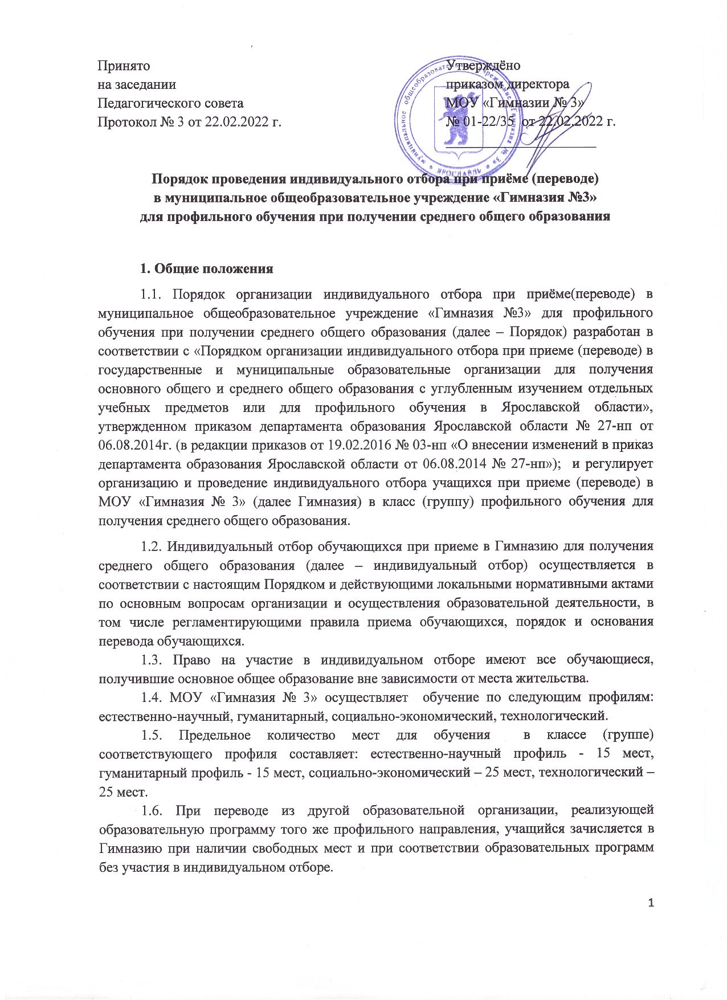 Принято
на заседании
Педагогического совета
Протокол № 3 от 22.02.2022 г.
Утверждёно
приказом директора
МОУ «Гимназии № 3»
№ 01-22/35 от 22.02.2022 г.
муниципальное общеобразовательное учреждение «Гимназия № 3»
ЯРОСЛАВЛЬ
Порядок проведения индивидуального отбора при приёме (переводе)
в муниципальное общеобразовательное учреждение «Гимназия №3»
для профильного обучения при получении среднего общего образования
1. Общие положения
1.1. Порядок организации индивидуального отбора при приёме(переводе) в
муниципальное общеобразовательное учреждение «Гимназия №3» для профильного
обучения при получении среднего общего образования (далее – Порядок) разработан в
соответствии с «Порядком организации индивидуального отбора при приеме (переводе) в
государственные и муниципальные образовательные организации для получения
основного общего и среднего общего образования с углубленным изучением отдельных
учебных предметов или для профильного обучения в Ярославской области»,
утвержденном приказом департамента образования Ярославской области № 27-нп от
06.08.2014г. (в редакции приказов от 19.02.2016 № 03-нп «О внесении изменений в приказ
департамента образования Ярославской области от 06.08.2014 № 27-нп»); и регулирует
организацию и проведение индивидуального отбора учащихся при приеме (переводе) в
МОУ «Гимназия № 3» (далее Гимназия) в класс (группу) профильного обучения для
получения среднего общего образования.
1.2. Индивидуальный отбор обучающихся при приеме в Гимназию для получения
среднего общего образования (далее – индивидуальный отбор) осуществляется в
соответствии с настоящим Порядком и действующими локальными нормативными актами
по основным вопросам организации и осуществления образовательной деятельности, в
том числе регламентирующими правила приема обучающихся, порядок и основания
перевода обучающихся.
1.3. Право на участие в индивидуальном отборе имеют все обучающиеся,
получившие основное общее образование вне зависимости от места жительства.
1.4. МОУ «Гимназия № 3» осуществляет обучение по следующим профилям:
естественно-научный, гуманитарный, социально-экономический, технологический.
1.5. Предельное количество мест для обучения в классе (группе)
соответствующего профиля составляет: естественно-научный профиль - 15 мест,
гуманитарный профиль - 15 мест, социально-экономический – 25 мест, технологический –
25 мест.
1.6. При переводе из другой образовательной организации, реализующей
образовательную программу того же профильного направления, учащийся зачисляется в
Гимназию при наличии свободных мест и при соответствии образовательных программ
без участия в индивидуальном отборе.
1